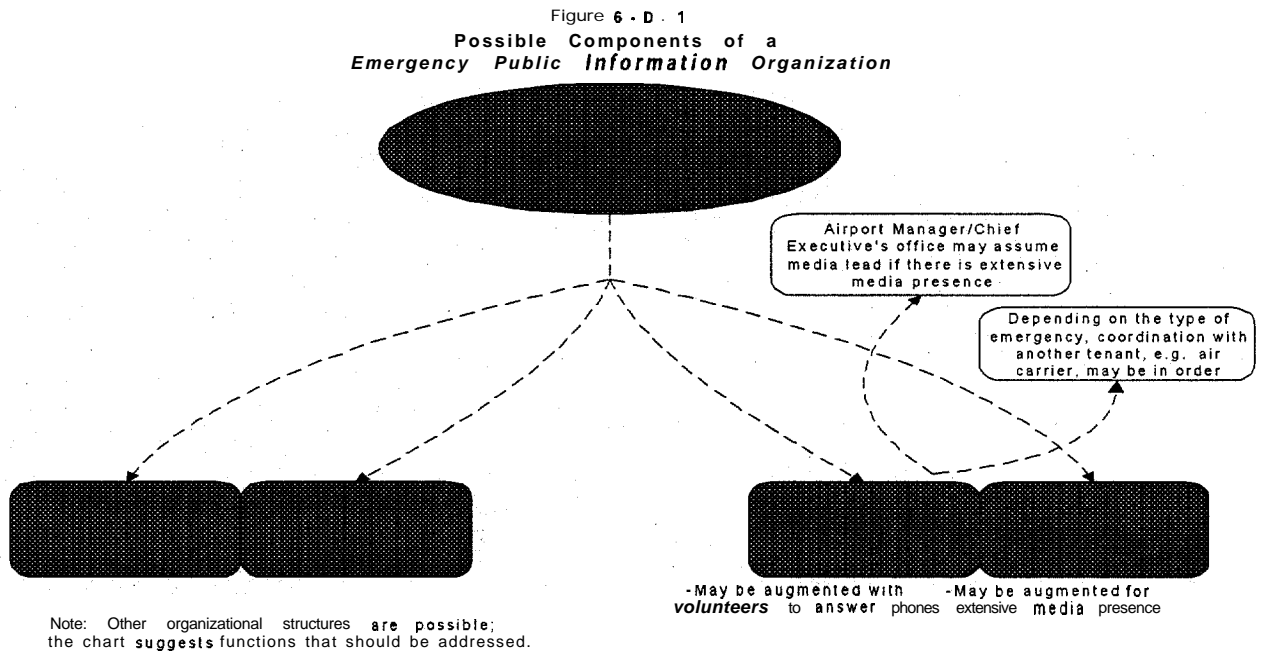 Figure 6-D. 1
Possible Components of a
Emergency Public Information Organization
Airport Manager/Chief
Executive's office may assume
media lead if there is extensive
media presence
Depending on the type of
emergency, coordination with
another tenant, e.g. air
carrier, may be in order
-May be augmented with
volunteers to answer phones
-May be augmented for
extensive media presence
Note: Other organizational structures are possible;
the chart suggests functions that should be addressed.